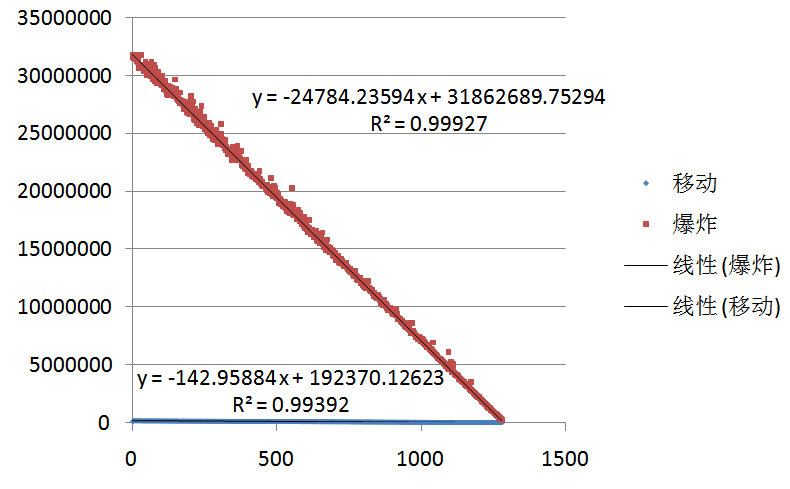 35000000
30000000
25000000
20000000
15000000
10000000
5000000
0
y = -24784.23594x + 31862689.75294
R² = 0.99927
y = -142.95884x + 192370.12623
R² = 0.99392
0 500 1000 1500
移动
爆炸
线性 (爆炸)
线性 (移动)